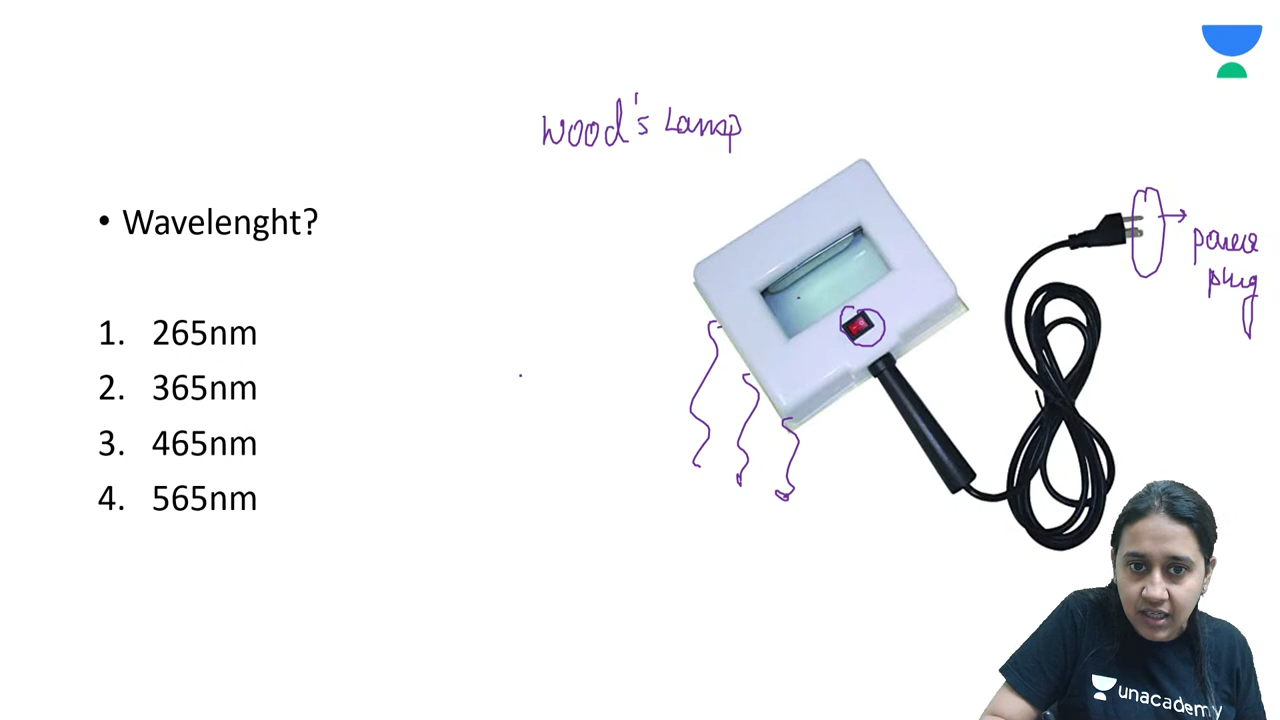 Wood's Lamp
• Wavelenght?
power
plug
1. 265nm
2. 365nm
3. 465nm
4. 565nm
unacademy